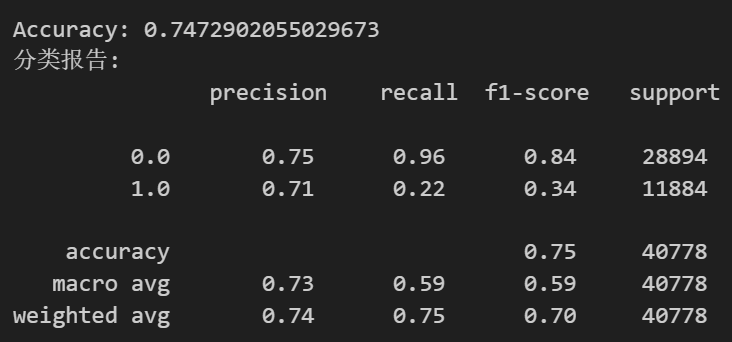 Accuracy: 0.7472902055029673
分类报告:
precision recall f1-score support
0.0 0.75 0.96 0.84 28894
1.0 0.71 0.22 0.34 11884
accuracy 0.75 40778
macro avg 0.73 0.59 0.59 40778
weighted avg 0.74 0.75 0.70 40778